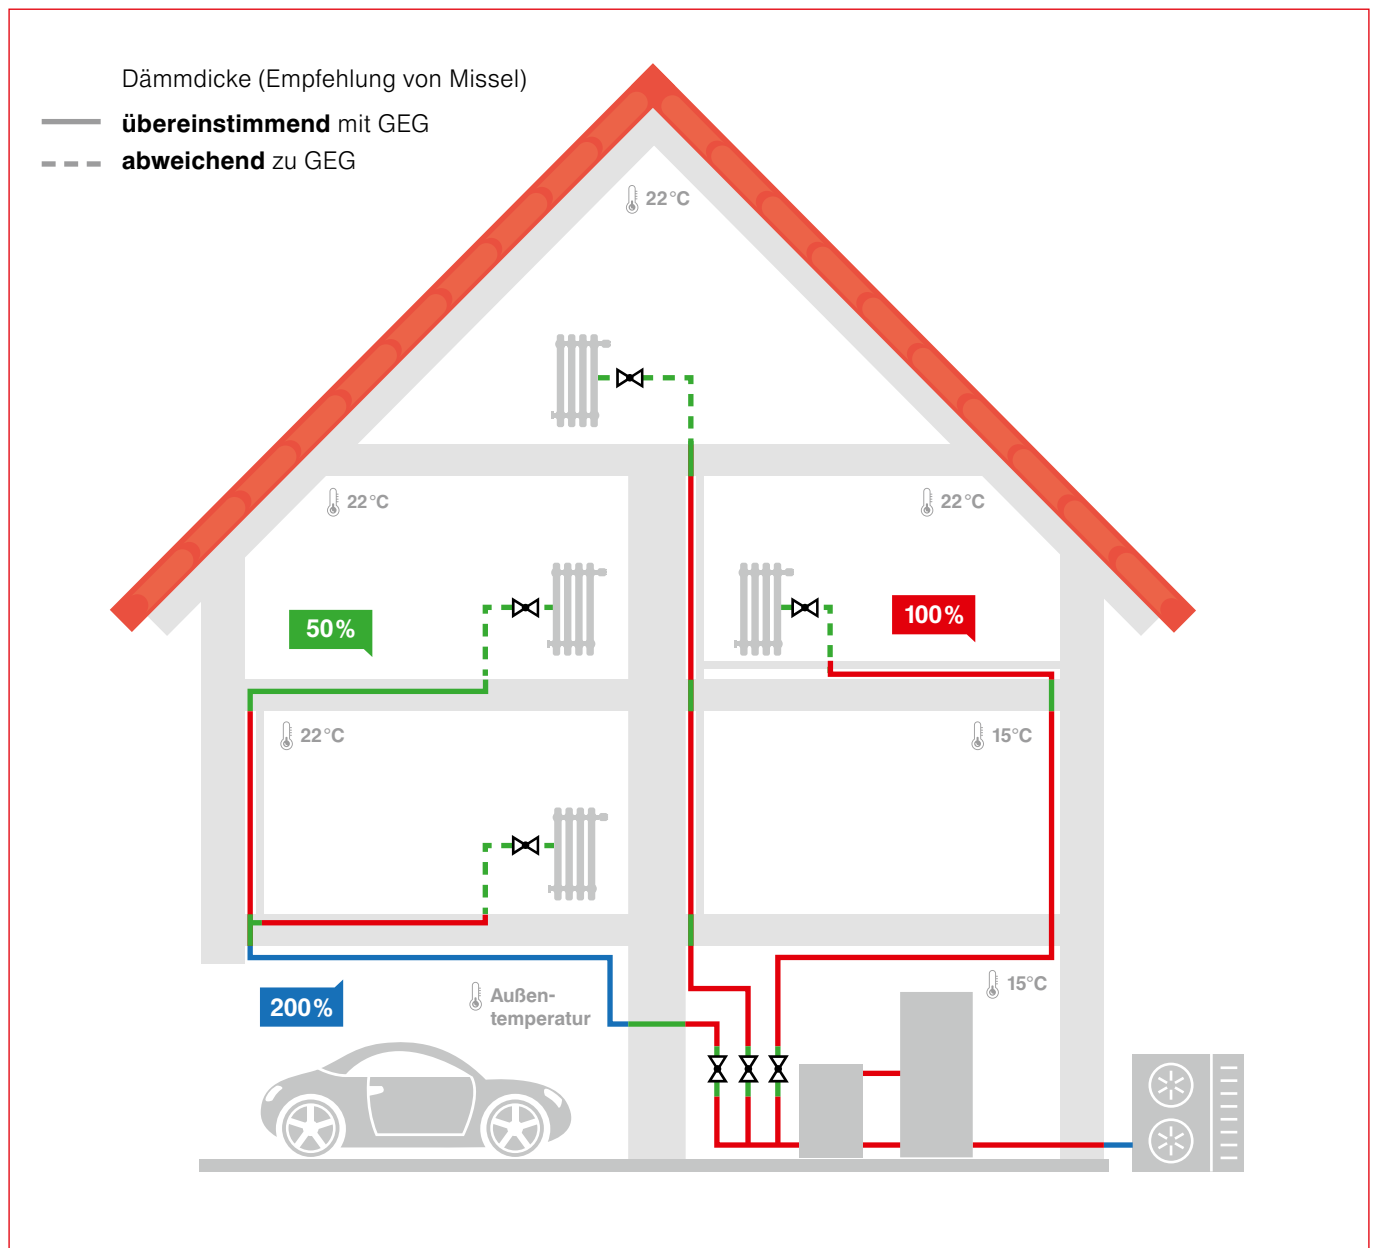 Dämmdicke (Empfehlung von Missel)
übereinstimmend mit GEG
abweichend zu GEG
22°C
22°C
22°C
50%
100%
22°C
15°C
200%
Außen-
temperatur
15°C